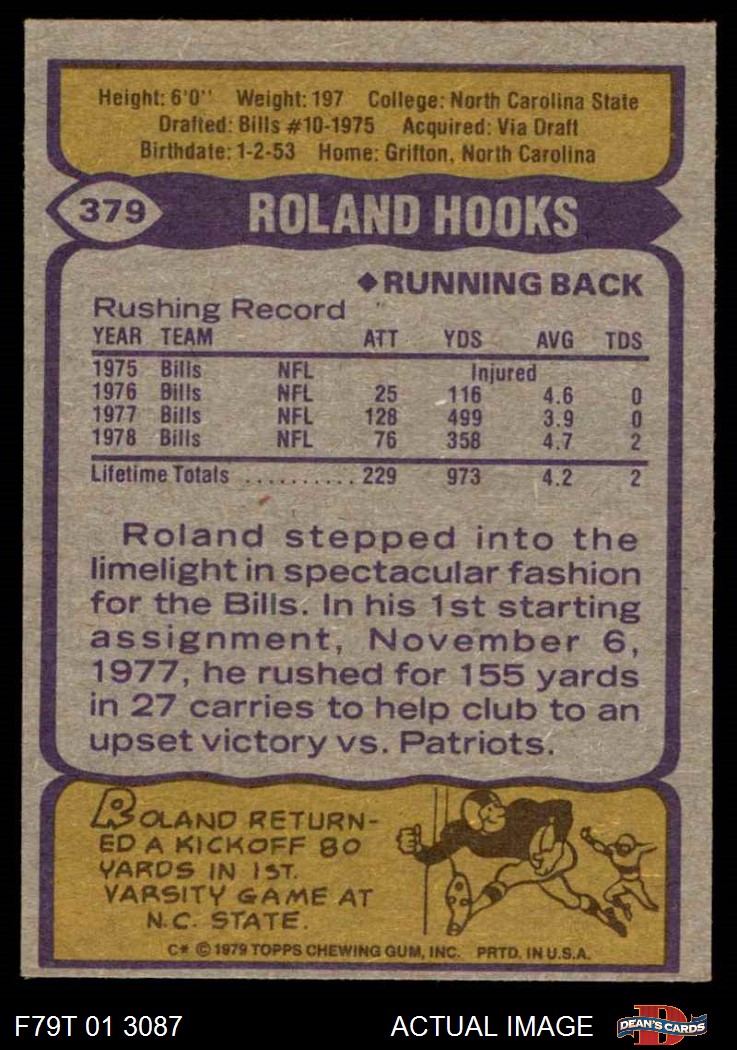 Height: 6'0" Weight: 197 College: North Carolina State
Drafted: Bills #10-1975 Acquired: Via Draft
Birthdate: 1-2-53 Home: Grifton, North Carolina
379 ROLAND HOOKS
◆RUNNING BACK
Rushing Record
YEAR TEAM ATT YDS AVG TDS
1975 Bills NFL Injured
1976 Bills NFL 25 116 4.6 0
1977 Bills NFL 128 499 3.9 0
1978 Bills NFL 76 358 4.7 2
Lifetime Totals .......... 229 973 4.2 2
Roland stepped into the
limelight in spectacular fashion
for the Bills. In his 1st starting
assignment, November 6,
1977, he rushed for 155 yards
in 27 carries to help club to an
upset victory vs. Patriots.
ROLAND RETURN-
ED A KICKOFF 80
YARDS IN 1ST.
VARSITY GAME AT
N.C. STATE.
C* © 1979 TOPPS CHEWING GUM, INC. PRTD. IN U.S.A.
F79T 01 3087 ACTUAL IMAGE D DEAN'S CARDS